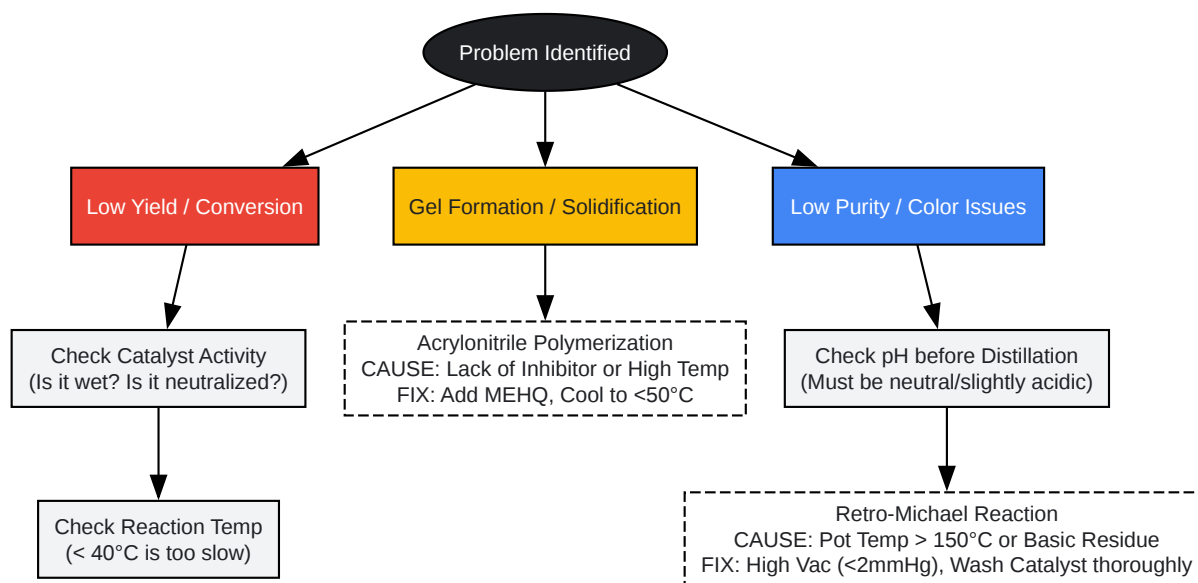 Problem Identified
Low Yield / Conversion
Gel Formation / Solidification
Low Purity / Color Issues
Check Catalyst Activity
(Is it wet? Is it neutralized?)
Acrylonitrile Polymerization
CAUSE: Lack of Inhibitor or High Temp
FIX: Add MEHQ, Cool to <50°C
Check pH before Distillation
(Must be neutral/slightly acidic)
Check Reaction Temp
(< 40°C is too slow)
Retro-Michael Reaction
CAUSE: Pot Temp > 150°C or Basic Residue
FIX: High Vac (<2mmHg), Wash Catalyst thoroughly